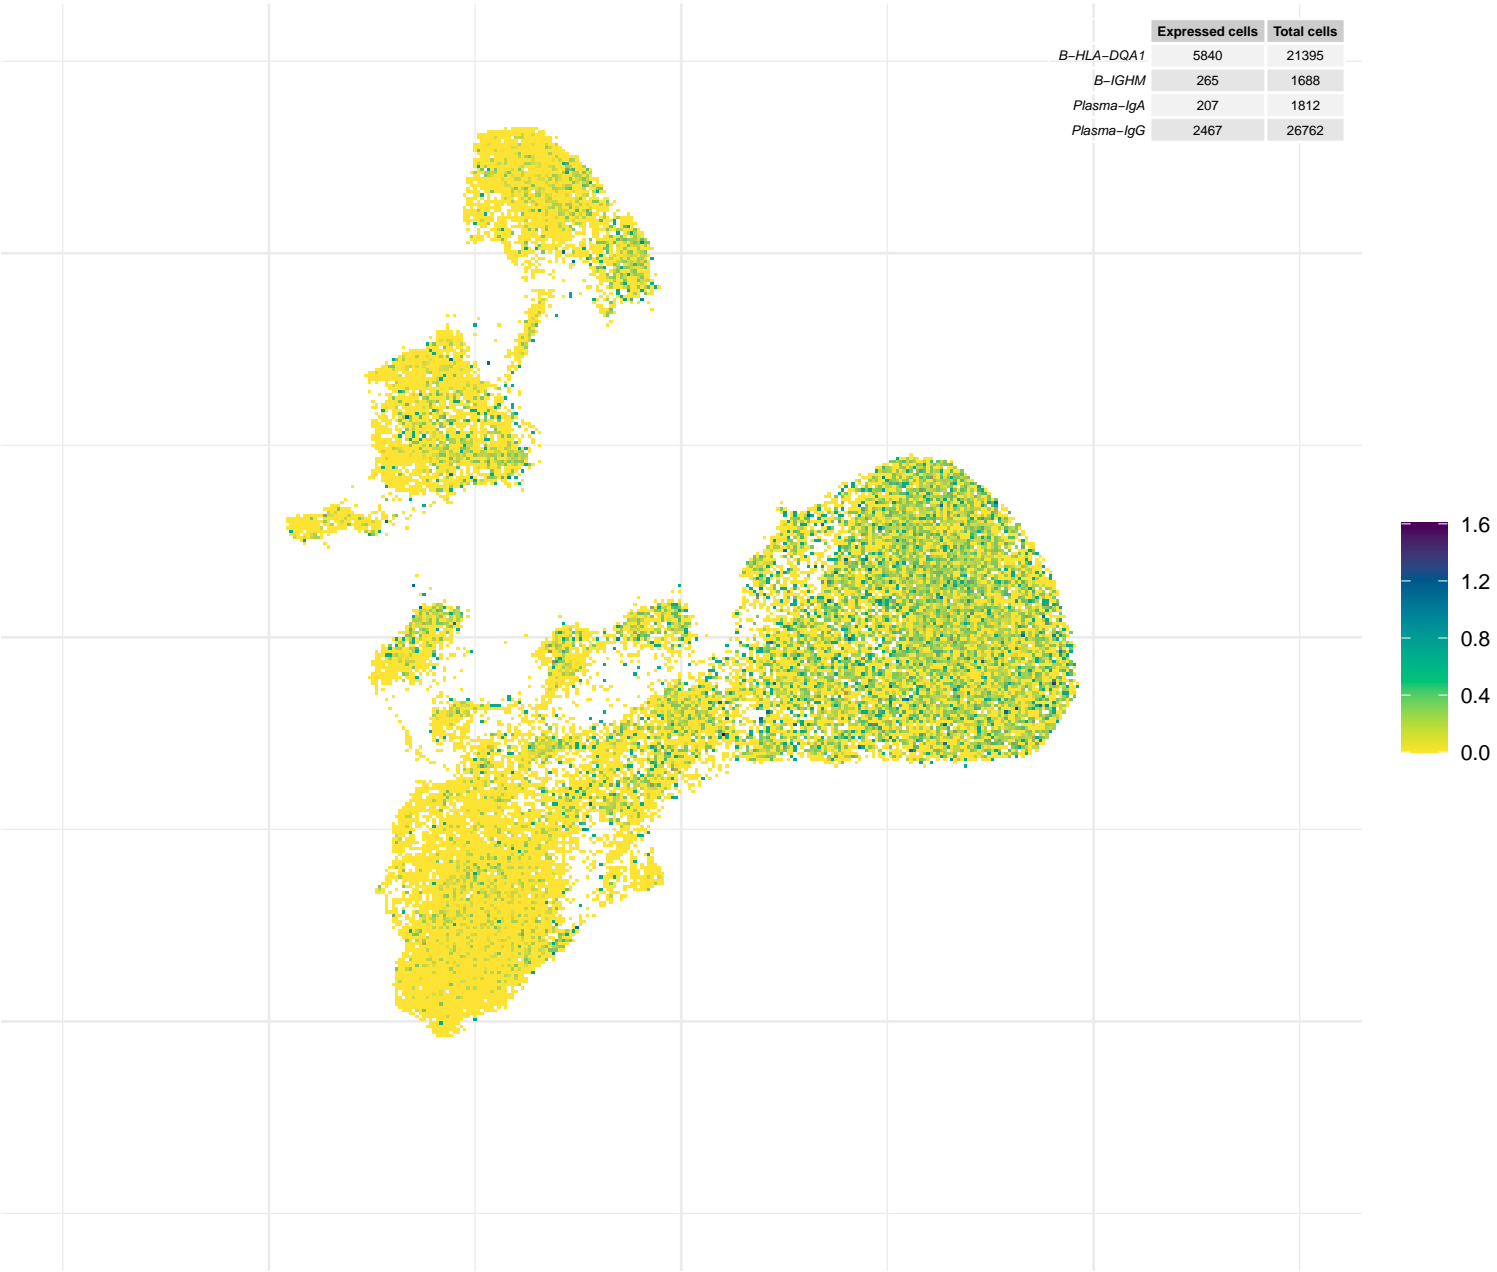 Expressed cells Total cells
B-HLA-DQA1 5840 21395
B-IGHM 265 1688
Plasma-IgA 207 1812
Plasma-IgG 2467 26762
1.6
1.2
0.8
0.4
0.0